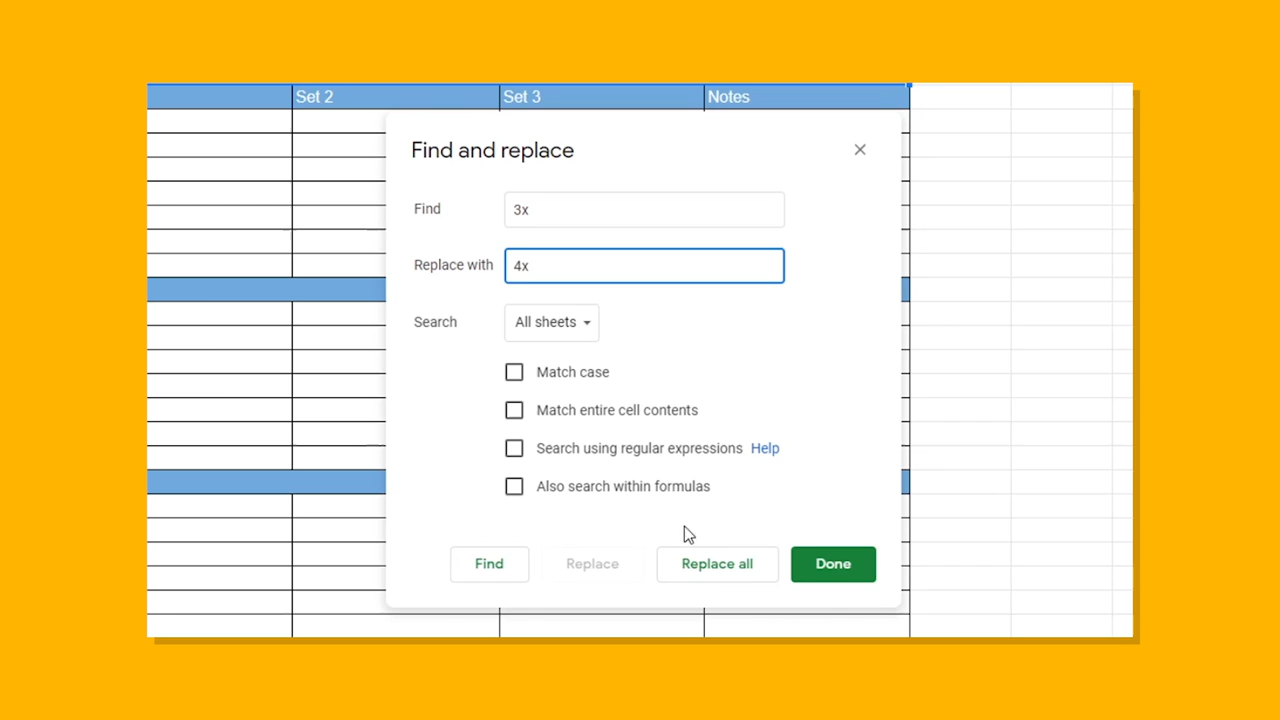 Set 2 Set 3 Notes
Find and replace
Find 3x
Replace with 4x
Search All sheets
Match case
Match entire cell contents
Search using regular expressions Help
Also search within formulas
Find Replace Replace all Done